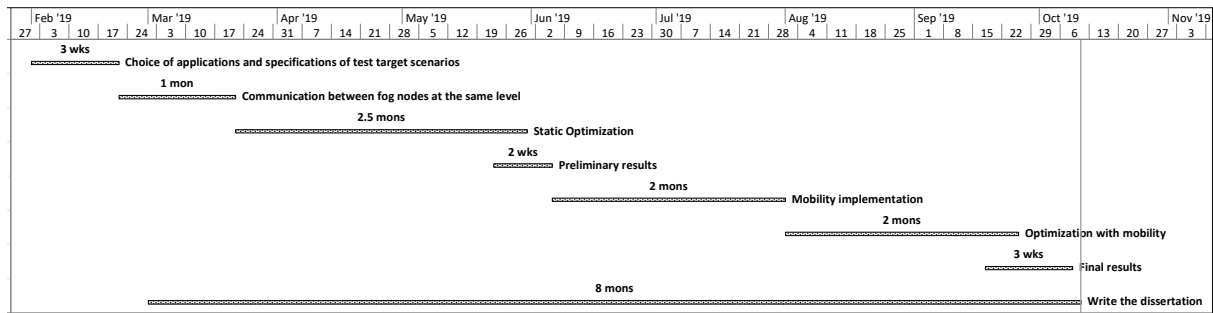 Feb '19 Mar '19 Apr '19 May '19 Jun '19 Jul '19 Aug '19 Sep '19 Oct '19 Nov '19
27 3 10 17 24 3 10 17 24 31 7 14 21 28 5 12 19 26 2 9 16 23 30 7 14 21 28 4 11 18 25 1 8 15 22 29 6 13 20 27 3
3 wks
Choice of applications and specifications of test target scenarios
1 mon
Communication between fog nodes at the same level
2.5 mons
Static Optimization
2 wks
Preliminary results
2 mons
Mobility implementation
2 mons
Optimization with mobility
3 wks
Final results
8 mons
Write the dissertation